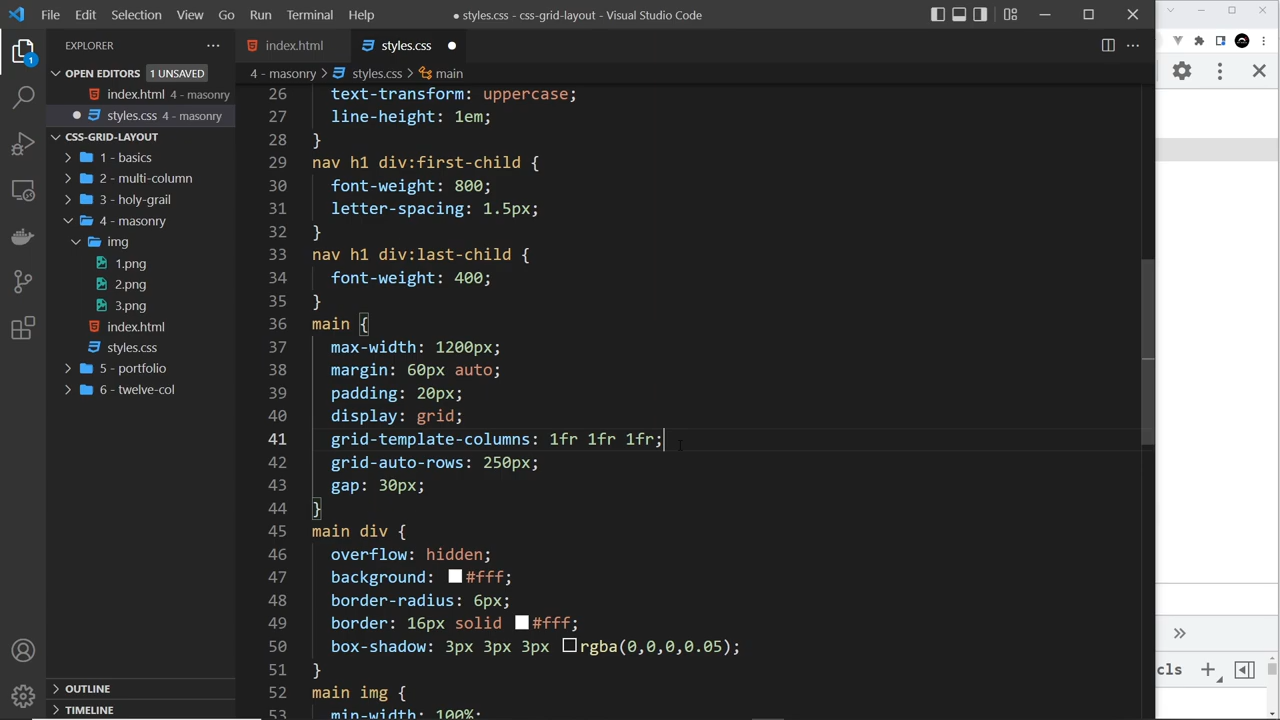 File Edit Selection View Go Run Terminal Help
styles.css - css-grid-layout - Visual Studio Code
EXPLORER
index.html
styles.css
OPEN EDITORS 1 UNSAVED
4 - masonry > styles.css > main
index.html 4 - masonry
styles.css 4 - masonry
CSS-GRID-LAYOUT
1 - basics
2 - multi-column
3 - holy-grail
4 - masonry
img
1.png
2.png
3.png
index.html
styles.css
5 - portfolio
6 - twelve-col
OUTLINE
TIMELINE
1
26 text-transform: uppercase;
27 line-height: 1em;
28 }
29 nav h1 div:first-child {
30 font-weight: 800;
31 letter-spacing: 1.5px;
32 }
33 nav h1 div:last-child {
34 font-weight: 400;
35 }
36 main {
37 max-width: 1200px;
38 margin: 60px auto;
39 padding: 20px;
40 display: grid;
41 grid-template-columns: 1fr 1fr 1fr;
42 grid-auto-rows: 250px;
43 gap: 30px;
44 }
45 main div {
46 overflow: hidden;
47 background: #fff;
48 border-radius: 6px;
49 border: 16px solid #fff;
50 box-shadow: 3px 3px 3px rgba(0,0,0,0.05);
51 }
52 main img {
53 min-width: 100%;
cls